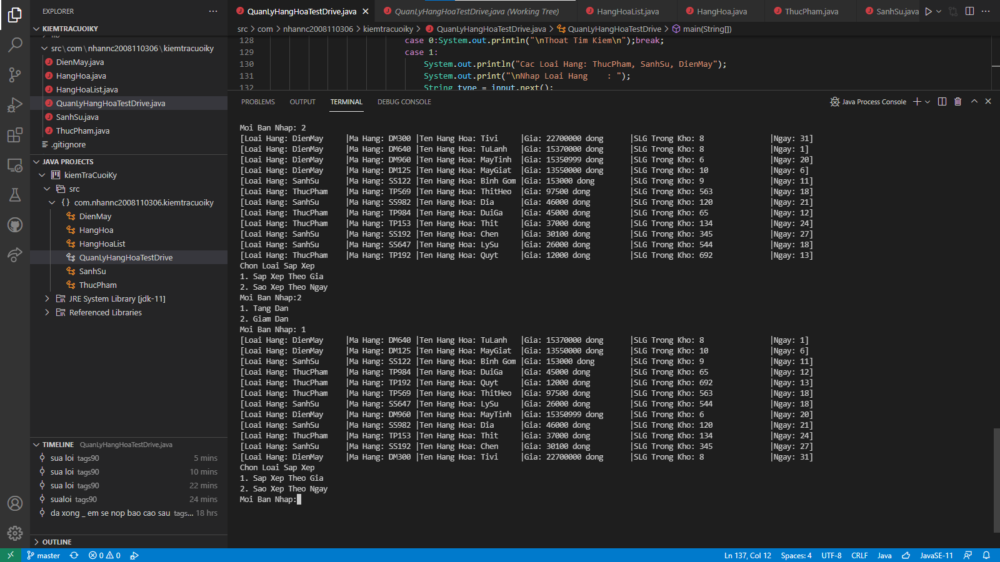 EXPLORER
KIEMTRACUOIKY
lib
src\com\nhannc2008110306\kiemtracuoiky
DienMay.java
HangHoa.java
HangHoaList.java
QuanLyHangHoaTestDrive.java
SanhSu.java
ThucPham.java
.gitignore
JAVA PROJECTS
kiemTraCuoiKy
src
{} com.nhannc2008110306.kiemtracuoiky
DienMay
HangHoa
HangHoaList
QuanLyHangHoaTestDrive
SanhSu
ThucPham
JRE System Library [jdk-11]
Referenced Libraries
TIMELINE QuanLyHangHoaTestDrive.java
sua loi tags90 5 mins
sua loi tags90 10 mins
sua loi tags90 22 mins
sualoi tags90 24 mins
da xong _ em se nop bao cao sau tags... 18 hrs
OUTLINE
QuanLyHangHoaTestDrive.java QuanLyHangHoaTestDrive.java (Working Tree) HangHoaList.java HangHoa.java ThucPham.java SanhSu.java
src > com > nhannc2008110306 > kiemtracuoiky > QuanLyHangHoaTestDrive.java > QuanLyHangHoaTestDrive > main(String[])
128 case 0:System.out.println("\nThoat Tim Kiem\n");break;
129 case 1:
130 System.out.println("Cac Loai Hang: ThucPham, SanhSu, DienMay");
131 System.out.print("\nNhap Loai Hang    : ");
132 String type = input.next();
PROBLEMS OUTPUT TERMINAL DEBUG CONSOLE Java Process Console
Moi Ban Nhap: 2
[Loai Hang: DienMay     |Ma Hang: DM300 |Ten Hang Hoa: Tivi     |Gia: 22700000 dong      |SLG Trong Kho: 8               |Ngay: 31]
[Loai Hang: DienMay     |Ma Hang: DM640 |Ten Hang Hoa: TuLanh   |Gia: 15370000 dong      |SLG Trong Kho: 8               |Ngay: 1]
[Loai Hang: DienMay     |Ma Hang: DM960 |Ten Hang Hoa: MayTinh  |Gia: 15350999 dong      |SLG Trong Kho: 6               |Ngay: 20]
[Loai Hang: DienMay     |Ma Hang: DM125 |Ten Hang Hoa: MayGiat  |Gia: 13550000 dong      |SLG Trong Kho: 10              |Ngay: 6]
[Loai Hang: SanhSu      |Ma Hang: SS122 |Ten Hang Hoa: Binh Gom |Gia: 153000 dong        |SLG Trong Kho: 9               |Ngay: 11]
[Loai Hang: ThucPham    |Ma Hang: TP569 |Ten Hang Hoa: ThitHeo  |Gia: 97500 dong         |SLG Trong Kho: 563             |Ngay: 18]
[Loai Hang: SanhSu      |Ma Hang: SS982 |Ten Hang Hoa: Dia      |Gia: 46000 dong         |SLG Trong Kho: 120             |Ngay: 21]
[Loai Hang: ThucPham    |Ma Hang: TP984 |Ten Hang Hoa: DuiGa    |Gia: 45000 dong         |SLG Trong Kho: 65              |Ngay: 12]
[Loai Hang: ThucPham    |Ma Hang: TP153 |Ten Hang Hoa: Thit     |Gia: 37000 dong         |SLG Trong Kho: 134             |Ngay: 24]
[Loai Hang: SanhSu      |Ma Hang: SS192 |Ten Hang Hoa: Chen     |Gia: 30100 dong         |SLG Trong Kho: 345             |Ngay: 27]
[Loai Hang: SanhSu      |Ma Hang: SS647 |Ten Hang Hoa: LySu     |Gia: 26000 dong         |SLG Trong Kho: 544             |Ngay: 18]
[Loai Hang: ThucPham    |Ma Hang: TP192 |Ten Hang Hoa: Quyt     |Gia: 12000 dong         |SLG Trong Kho: 692             |Ngay: 13]
Chon Loai Sap Xep
1. Sap Xep Theo Gia
2. Sao Xep Theo Ngay
Moi Ban Nhap:2
1. Tang Dan
2. Giam Dan
Moi Ban Nhap: 1
[Loai Hang: DienMay     |Ma Hang: DM640 |Ten Hang Hoa: TuLanh   |Gia: 15370000 dong      |SLG Trong Kho: 8               |Ngay: 1]
[Loai Hang: DienMay     |Ma Hang: DM125 |Ten Hang Hoa: MayGiat  |Gia: 13550000 dong      |SLG Trong Kho: 10              |Ngay: 6]
[Loai Hang: SanhSu      |Ma Hang: SS122 |Ten Hang Hoa: Binh Gom |Gia: 153000 dong        |SLG Trong Kho: 9               |Ngay: 11]
[Loai Hang: ThucPham    |Ma Hang: TP984 |Ten Hang Hoa: DuiGa    |Gia: 45000 dong         |SLG Trong Kho: 65              |Ngay: 12]
[Loai Hang: ThucPham    |Ma Hang: TP192 |Ten Hang Hoa: Quyt     |Gia: 12000 dong         |SLG Trong Kho: 692             |Ngay: 13]
[Loai Hang: ThucPham    |Ma Hang: TP569 |Ten Hang Hoa: ThitHeo  |Gia: 97500 dong         |SLG Trong Kho: 563             |Ngay: 18]
[Loai Hang: SanhSu      |Ma Hang: SS647 |Ten Hang Hoa: LySu     |Gia: 26000 dong         |SLG Trong Kho: 544             |Ngay: 18]
[Loai Hang: DienMay     |Ma Hang: DM960 |Ten Hang Hoa: MayTinh  |Gia: 15350999 dong      |SLG Trong Kho: 6               |Ngay: 20]
[Loai Hang: SanhSu      |Ma Hang: SS982 |Ten Hang Hoa: Dia      |Gia: 46000 dong         |SLG Trong Kho: 120             |Ngay: 21]
[Loai Hang: ThucPham    |Ma Hang: TP153 |Ten Hang Hoa: Thit     |Gia: 37000 dong         |SLG Trong Kho: 134             |Ngay: 24]
[Loai Hang: SanhSu      |Ma Hang: SS192 |Ten Hang Hoa: Chen     |Gia: 30100 dong         |SLG Trong Kho: 345             |Ngay: 27]
[Loai Hang: DienMay     |Ma Hang: DM300 |Ten Hang Hoa: Tivi     |Gia: 22700000 dong      |SLG Trong Kho: 8               |Ngay: 31]
Chon Loai Sap Xep
1. Sap Xep Theo Gia
2. Sao Xep Theo Ngay
Moi Ban Nhap:
master 0 0 Ln 137, Col 12 Spaces: 4 UTF-8 CRLF Java JavaSE-11